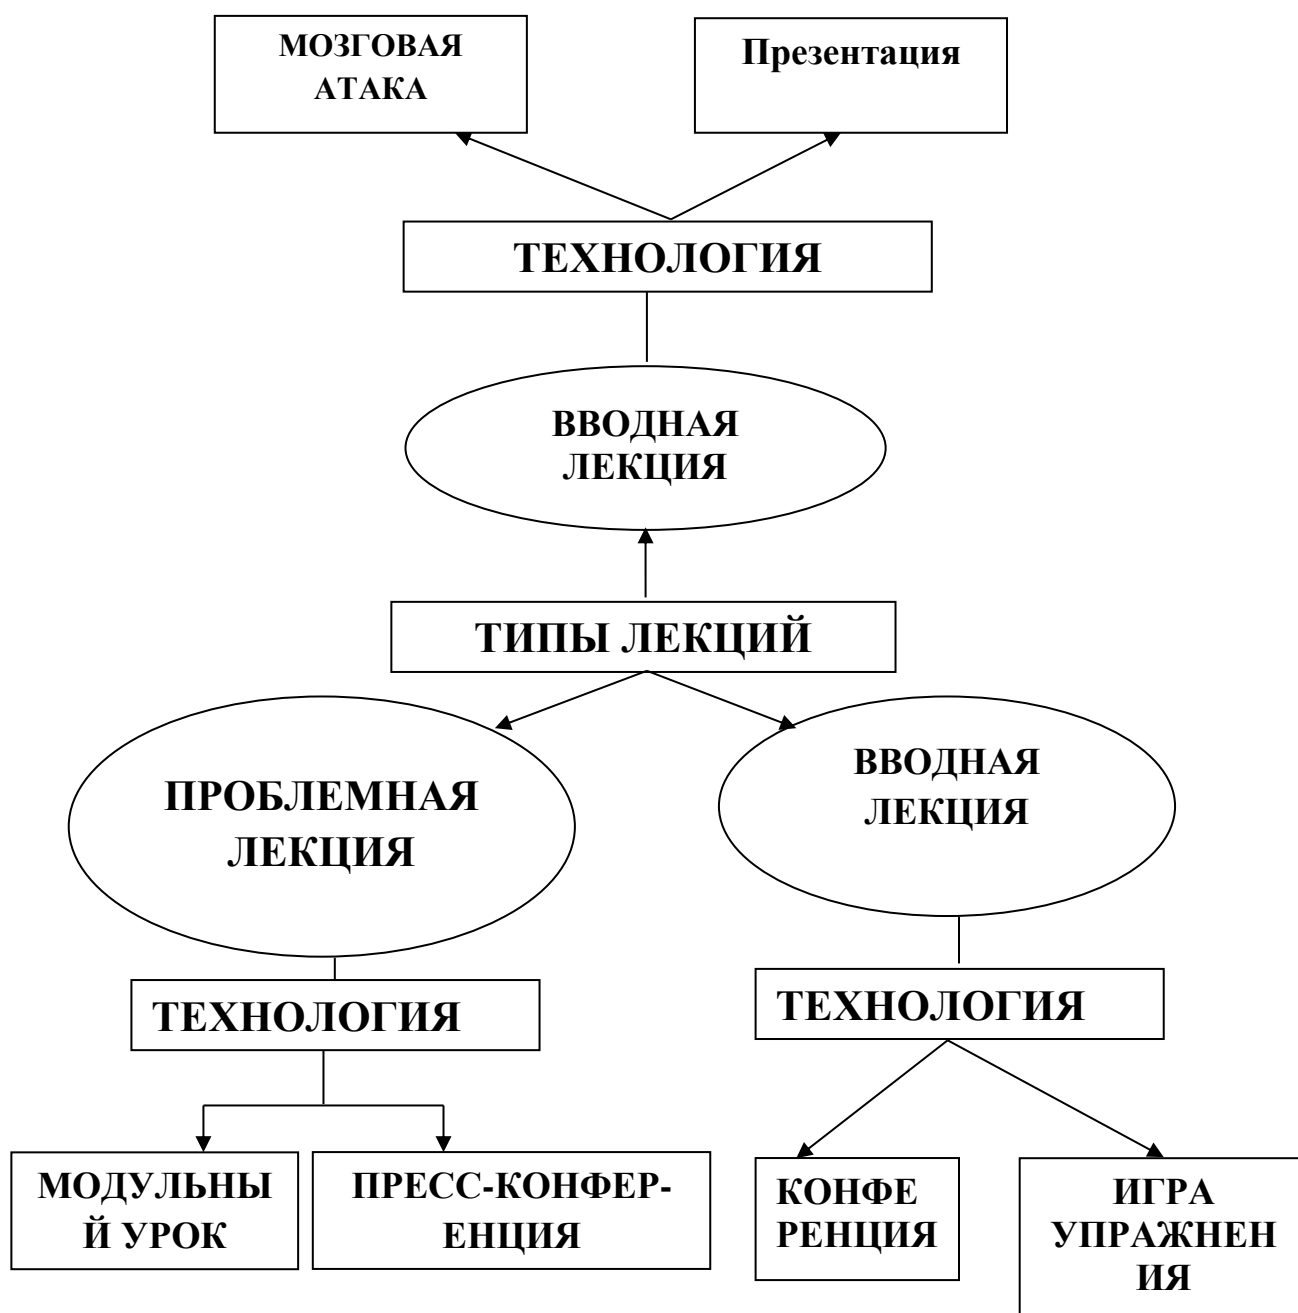 МОЗГОВАЯ
АТАКА
Презентация
ТЕХНОЛОГИЯ
ВВОДНАЯ
ЛЕКЦИЯ
ТИПЫ ЛЕКЦИЙ
ПРОБЛЕМНАЯ
ЛЕКЦИЯ
ВВОДНАЯ
ЛЕКЦИЯ
ТЕХНОЛОГИЯ
ТЕХНОЛОГИЯ
МОДУЛЬНЫ
Й УРОК
ПРЕСС-КОНФЕР-
ЕНЦИЯ
КОНФЕ
РЕНЦИЯ
ИГРА
УПРАЖНЕН
ИЯ